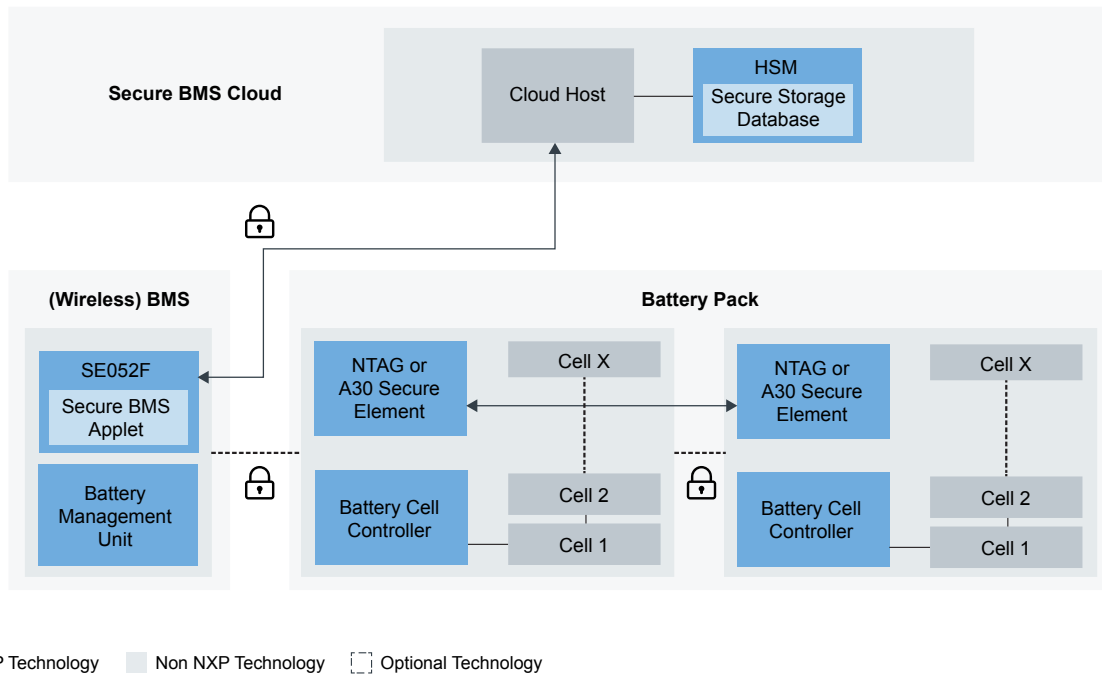 Secure BMS Cloud
Cloud Host
HSM
Secure Storage
Database
(Wireless) BMS
SE052F
Secure BMS
Applet
Battery
Management
Unit
Battery Pack
NTAG or
A30 Secure
Element
Cell X
Battery Cell
Controller
Cell 2
Cell 1
NTAG or
A30 Secure
Element
Cell X
Battery Cell
Controller
Cell 2
Cell 1
P Technology
Non NXP Technology
Optional Technology